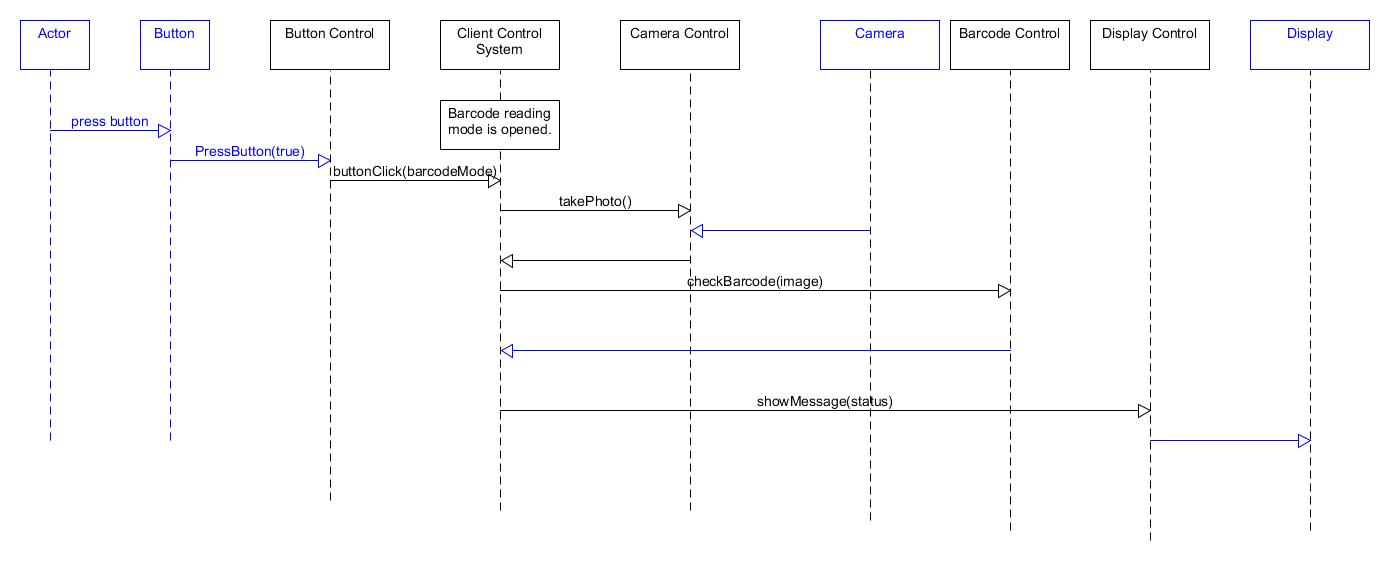 Actor
Button
Button Control
Client Control
System
Camera Control
Camera
Barcode Control
Display Control
Display
Barcode reading
mode is opened.
press button
PressButton(true)
buttonClick(barcodeMode)
takePhoto()
checkBarcode(image)
showMessage(status)